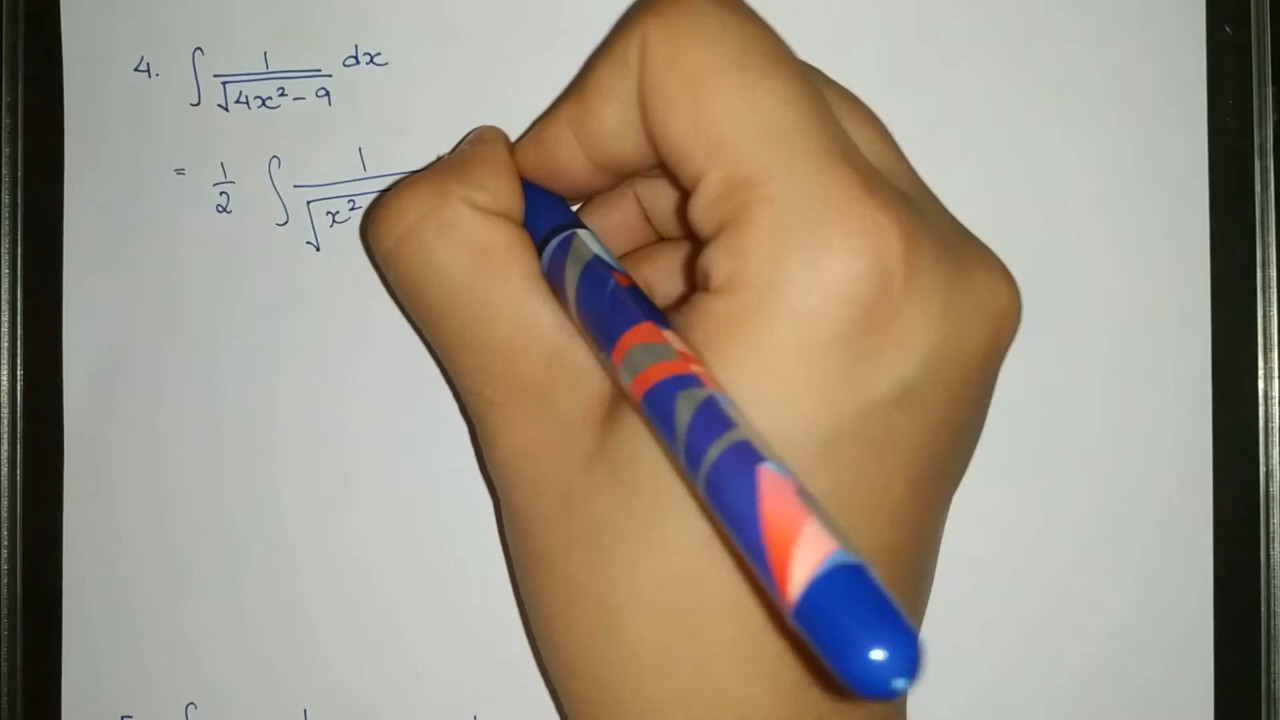 4. ∫ 1/√(4x² - 9) dx
= 1/2 ∫ 1/√(x²